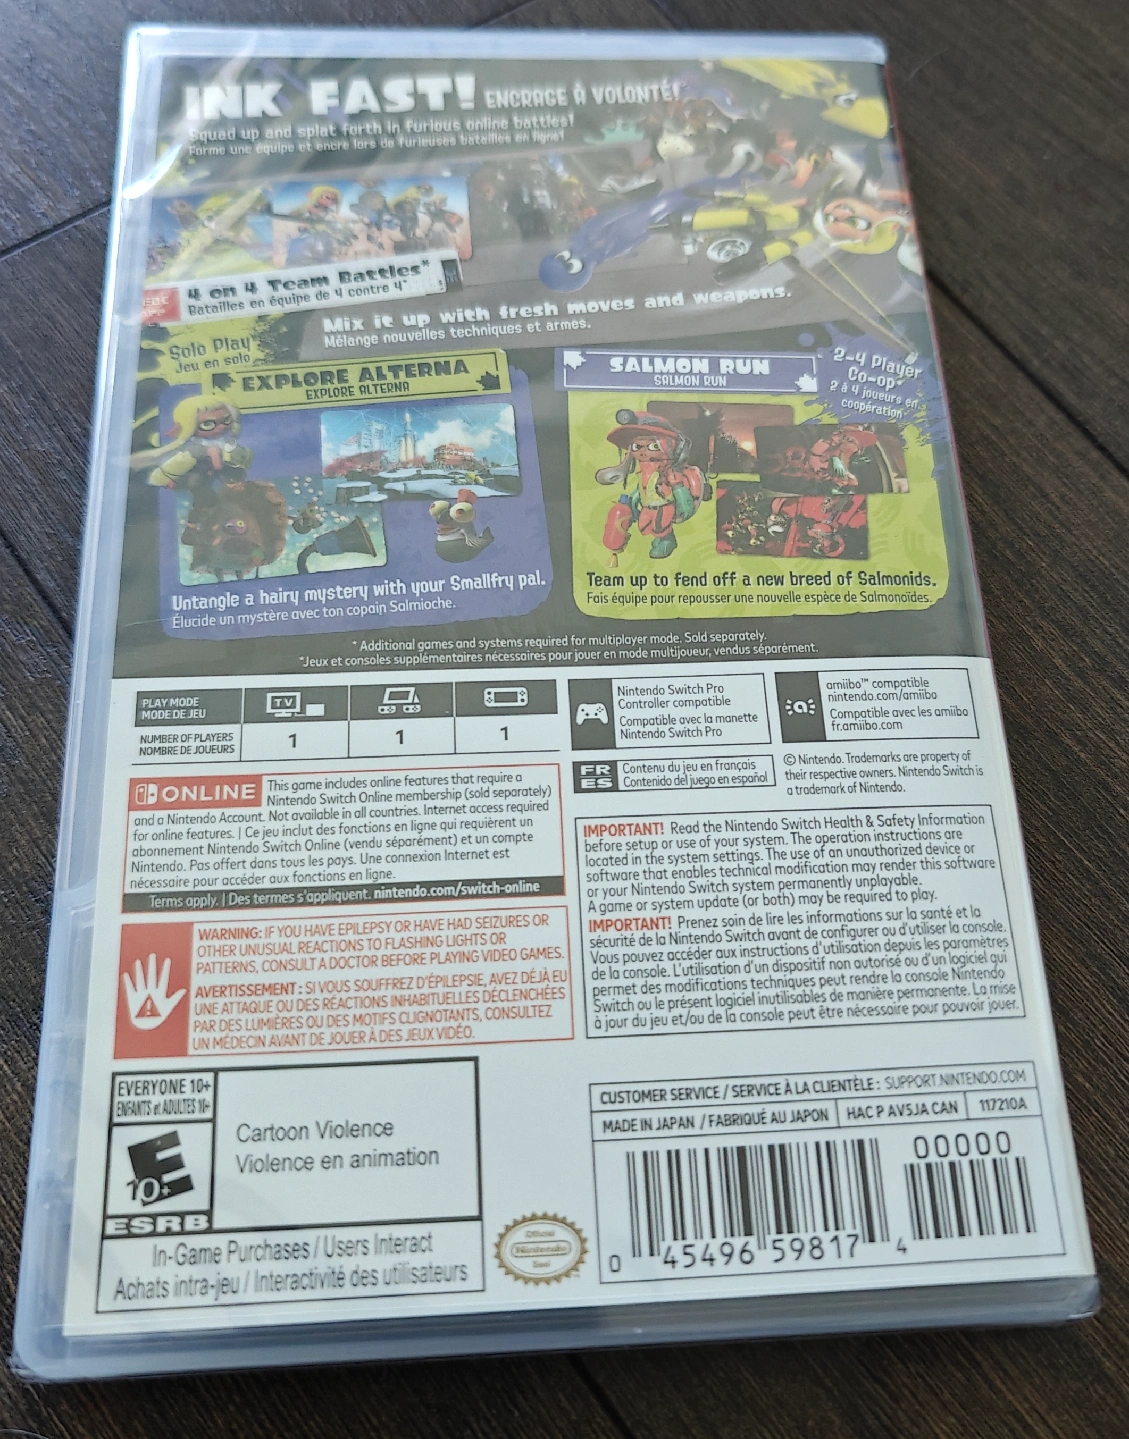 INK FAST! ENCRAGE À VOLONTÉ!
Squad up and splat forth in furious online battles!
Forme une équipe et encre lors de furieuses batailles en ligne!
3
4 on 4 Team Battles*
Batailles en équipe de 4 contre 4*
Mix it up with fresh moves and weapons.
Mélange nouvelles techniques et armes.
Solo Play
Jeu en solo
EXPLORE ALTERNA
EXPLORE ALTERNA
Untangle a hairy mystery with your Smallfry pal.
Élucide un mystère avec ton copain Salmioche.
SALMON RUN
SALMON RUN
2-4 Player
Co-op*
2 à 4 joueurs en
coopération*
Team up to fend off a new breed of Salmonids.
Fais équipe pour repousser une nouvelle espèce de Salmonoïdes.
* Additional games and systems required for multiplayer mode. Sold separately.
*Jeux et consoles supplémentaires nécessaires pour jouer en mode multijoueur, vendus séparément.
PLAY MODE
MODE DE JEU
TV
NUMBER OF PLAYERS
NOMBRE DE JOUEURS
1 1 1
Nintendo Switch Pro
Controller compatible
Compatible avec la manette
Nintendo Switch Pro
amiibo™ compatible
nintendo.com/amiibo
Compatible avec les amiibo
fr.amiibo.com
FR
ES
Contenu du jeu en français
Contenido del juego en español
© Nintendo. Trademarks are property of
their respective owners. Nintendo Switch is
a trademark of Nintendo.
ONLINE This game includes online features that require a
Nintendo Switch Online membership (sold separately)
and a Nintendo Account. Not available in all countries. Internet access required
for online features. | Ce jeu inclut des fonctions en ligne qui requièrent un
abonnement Nintendo Switch Online (vendu séparément) et un compte
Nintendo. Pas offert dans tous les pays. Une connexion Internet est
nécessaire pour accéder aux fonctions en ligne.
Terms apply. | Des termes s'appliquent. nintendo.com/switch-online
WARNING: IF YOU HAVE EPILEPSY OR HAVE HAD SEIZURES OR
OTHER UNUSUAL REACTIONS TO FLASHING LIGHTS OR
PATTERNS, CONSULT A DOCTOR BEFORE PLAYING VIDEO GAMES.
AVERTISSEMENT : SI VOUS SOUFFREZ D'ÉPILEPSIE, AVEZ DÉJÀ EU
UNE ATTAQUE OU DES RÉACTIONS INHABITUELLES DÉCLENCHÉES
PAR DES LUMIÈRES OU DES MOTIFS CLIGNOTANTS, CONSULTEZ
UN MÉDECIN AVANT DE JOUER À DES JEUX VIDÉO.
IMPORTANT! Read the Nintendo Switch Health & Safety Information
before setup or use of your system. The operation instructions are
located in the system settings. The use of an unauthorized device or
software that enables technical modification may render this software
or your Nintendo Switch system permanently unplayable.
A game or system update (or both) may be required to play.
IMPORTANT! Prenez soin de lire les informations sur la santé et la
sécurité de la Nintendo Switch avant de configurer ou d'utiliser la console.
Vous pouvez accéder aux instructions d'utilisation depuis les paramètres
de la console. L'utilisation d'un dispositif non autorisé ou d'un logiciel qui
permet des modifications techniques peut rendre la console Nintendo
Switch ou le présent logiciel inutilisables de manière permanente. La mise
à jour du jeu et/ou de la console peut être nécessaire pour pouvoir jouer.
EVERYONE 10+
ENFANTS et ADULTES 10+
E
10+
ESRB
Cartoon Violence
Violence en animation
In-Game Purchases / Users Interact
Achats intra-jeu / Interactivité des utilisateurs
Official
Nintendo
Seal
CUSTOMER SERVICE / SERVICE À LA CLIENTÈLE : SUPPORT.NINTENDO.COM
MADE IN JAPAN / FABRIQUÉ AU JAPON HAC P AV5JA CAN 117210A
00000
0 45496 59817 4